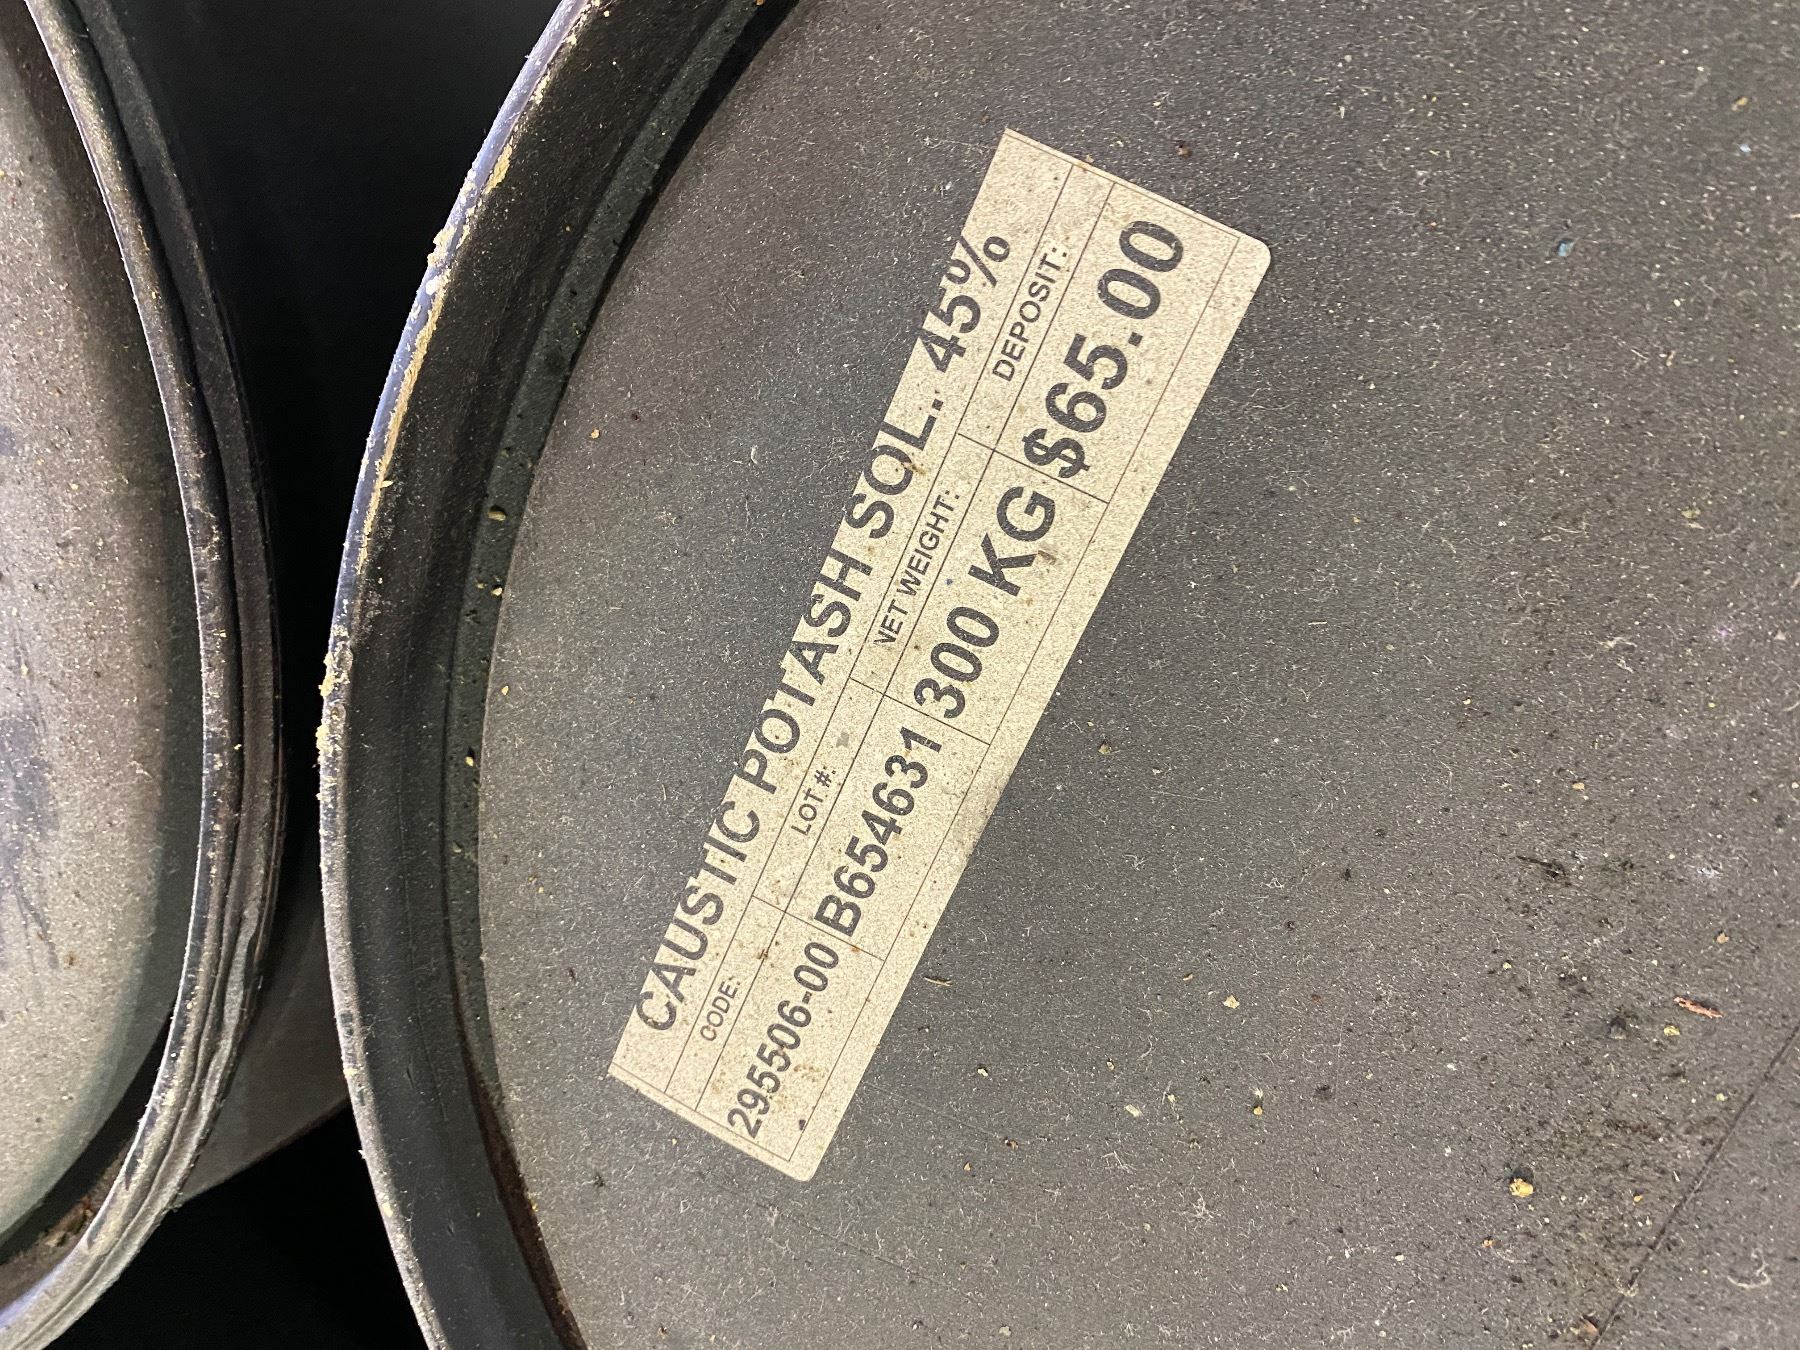 CAUSTIC POTASH SOL. 45%
CODE: LOT #: NET WEIGHT: DEPOSIT:
295506-00 B654631 300 KG $65.00